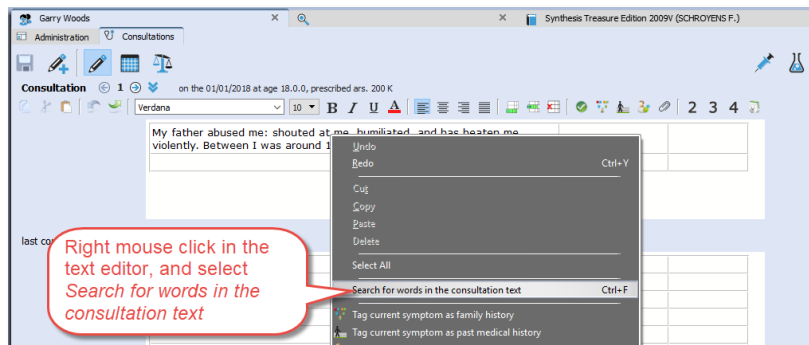 Garry Woods
Synthesis Treasure Edition 2009V (SCHROYENS F.)
Administration
Consultations
Consultation 1 on the 01/01/2018 at age 18.0.0, prescribed ars. 200 K
Verdana 10 B I U A 2 3 4
My father abused me: shouted at me, humiliated, and has beaten me
violently. Between I was around 1
Undo
Redo Ctrl+Y
Cut
Copy
Paste
Delete
Select All
Search for words in the consultation text Ctrl+F
Tag current symptom as family history
Tag current symptom as past medical history
last co
Right mouse click in the
text editor, and select
Search for words in the
consultation text